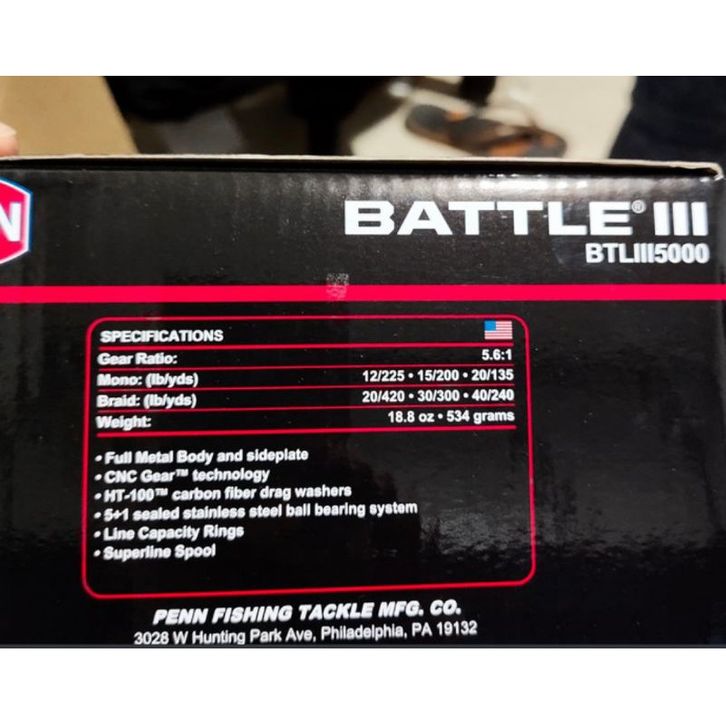 N
BATTLE® III
BTLIII5000
SPECIFICATIONS
Gear Ratio: 5.6:1
Mono: (lb/yds) 12/225 • 15/200 • 20/135
Braid: (lb/yds) 20/420 • 30/300 • 40/240
Weight: 18.8 oz • 534 grams
• Full Metal Body and sideplate
• CNC Gear™ technology
• HT-100™ carbon fiber drag washers
• 5+1 sealed stainless steel ball bearing system
• Line Capacity Rings
• Superline Spool
PENN FISHING TACKLE MFG. CO.
3028 W Hunting Park Ave, Philadelphia, PA 19132